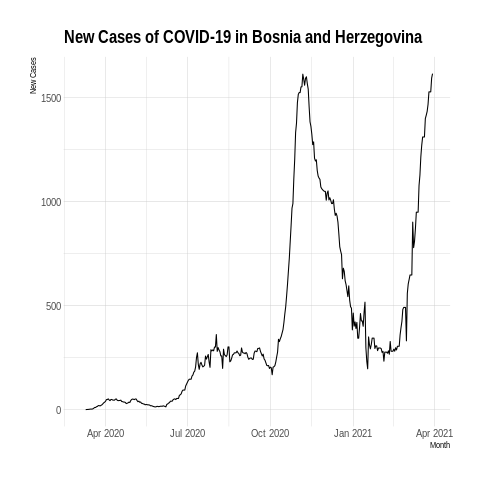 New Cases of COVID-19 in Bosnia and Herzegovina
New Cases
1500
1000
500
0
Apr 2020 Jul 2020 Oct 2020 Jan 2021 Apr 2021
Month